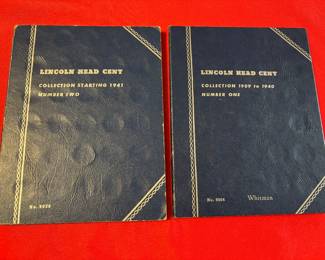 LINCOLN HEAD CENT
COLLECTION STARTING 1941
NUMBER TWO
LINCOLN HEAD CENT
COLLECTION 1909 to 1940
NUMBER ONE
Whitman